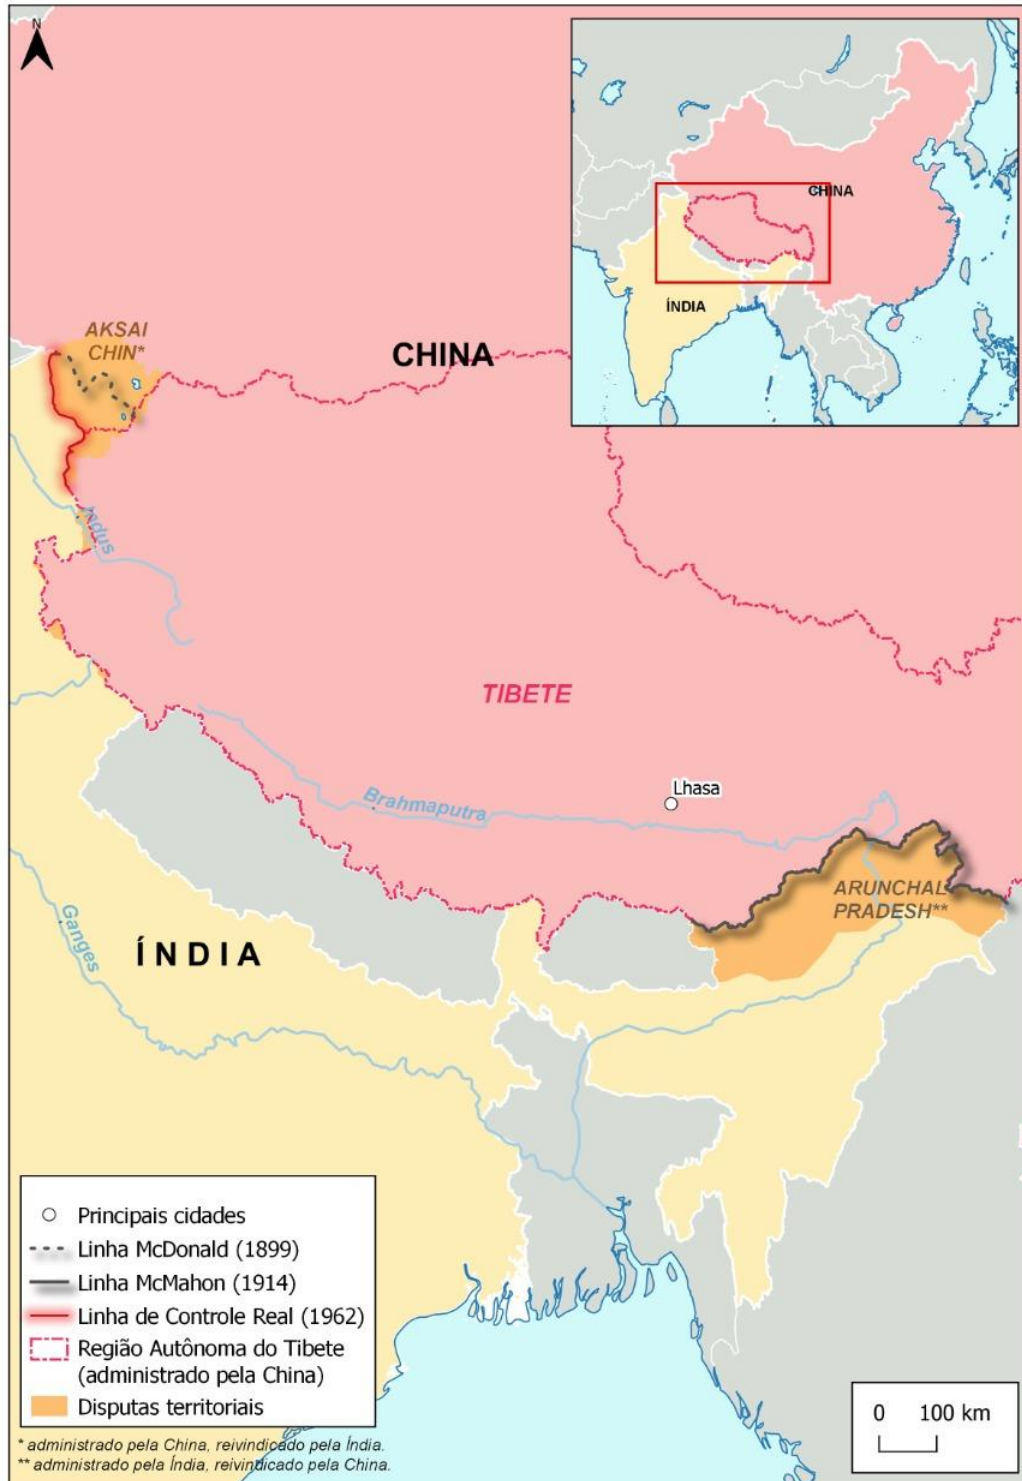 N
CHINA
ÍNDIA
AKSAI
CHIN*
CHINA
Indus
TIBETE
Lhasa
Brahmaputra
ARUNCHAL
PRADESH**
Ganges
ÍNDIA
Principais cidades
Linha McDonald (1899)
Linha McMahon (1914)
Linha de Controle Real (1962)
Região Autônoma do Tibete
(administrado pela China)
Disputas territoriais
* administrado pela China, reivindicado pela Índia.
** administrado pela Índia, reivindicado pela China.
0 100 km